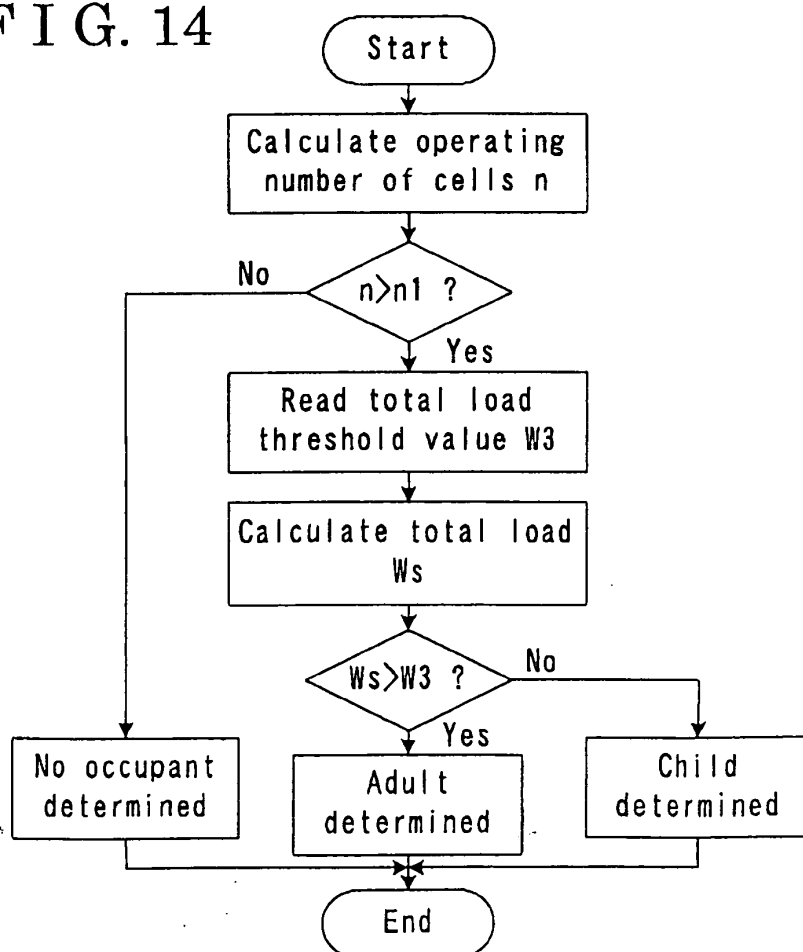 FIG. 14
Start
Calculate operating
number of cells n
n>n1 ?
No
Yes
Read total load
threshold value W3
Calculate total load
Ws
Ws>W3 ?
No
Yes
No occupant
determined
Adult
determined
Child
determined
End